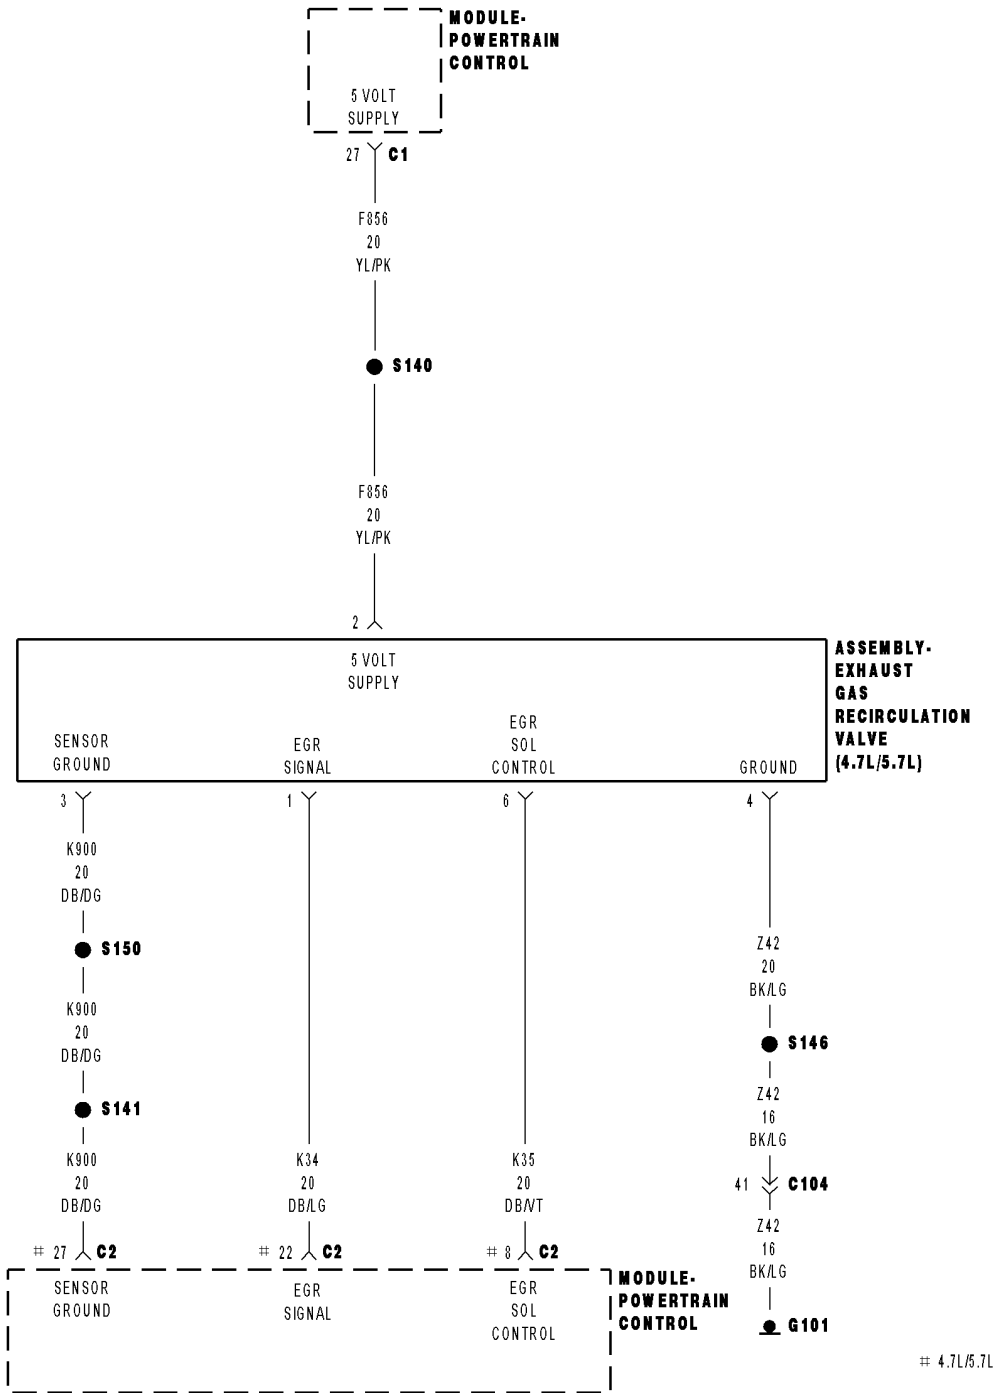 MODULE-
POWERTRAIN
CONTROL
5 VOLT
SUPPLY
27 C1
F856
20
YL/PK
S140
F856
20
YL/PK
2
5 VOLT
SUPPLY
ASSEMBLY-
EXHAUST
GAS
RECIRCULATION
VALVE
(4.7L/5.7L)
SENSOR
GROUND
EGR
SIGNAL
EGR
SOL
CONTROL
GROUND
3
1
6
4
K900
20
DB/DG
S150
K900
20
DB/DG
S141
K900
20
DB/DG
# 27 C2
K34
20
DB/LG
# 22 C2
K35
20
DB/VT
# 8 C2
Z42
20
BK/LG
S146
Z42
16
BK/LG
41 C104
Z42
16
BK/LG
G101
SENSOR
GROUND
EGR
SIGNAL
EGR
SOL
CONTROL
MODULE-
POWERTRAIN
CONTROL
# 4.7L/5.7L